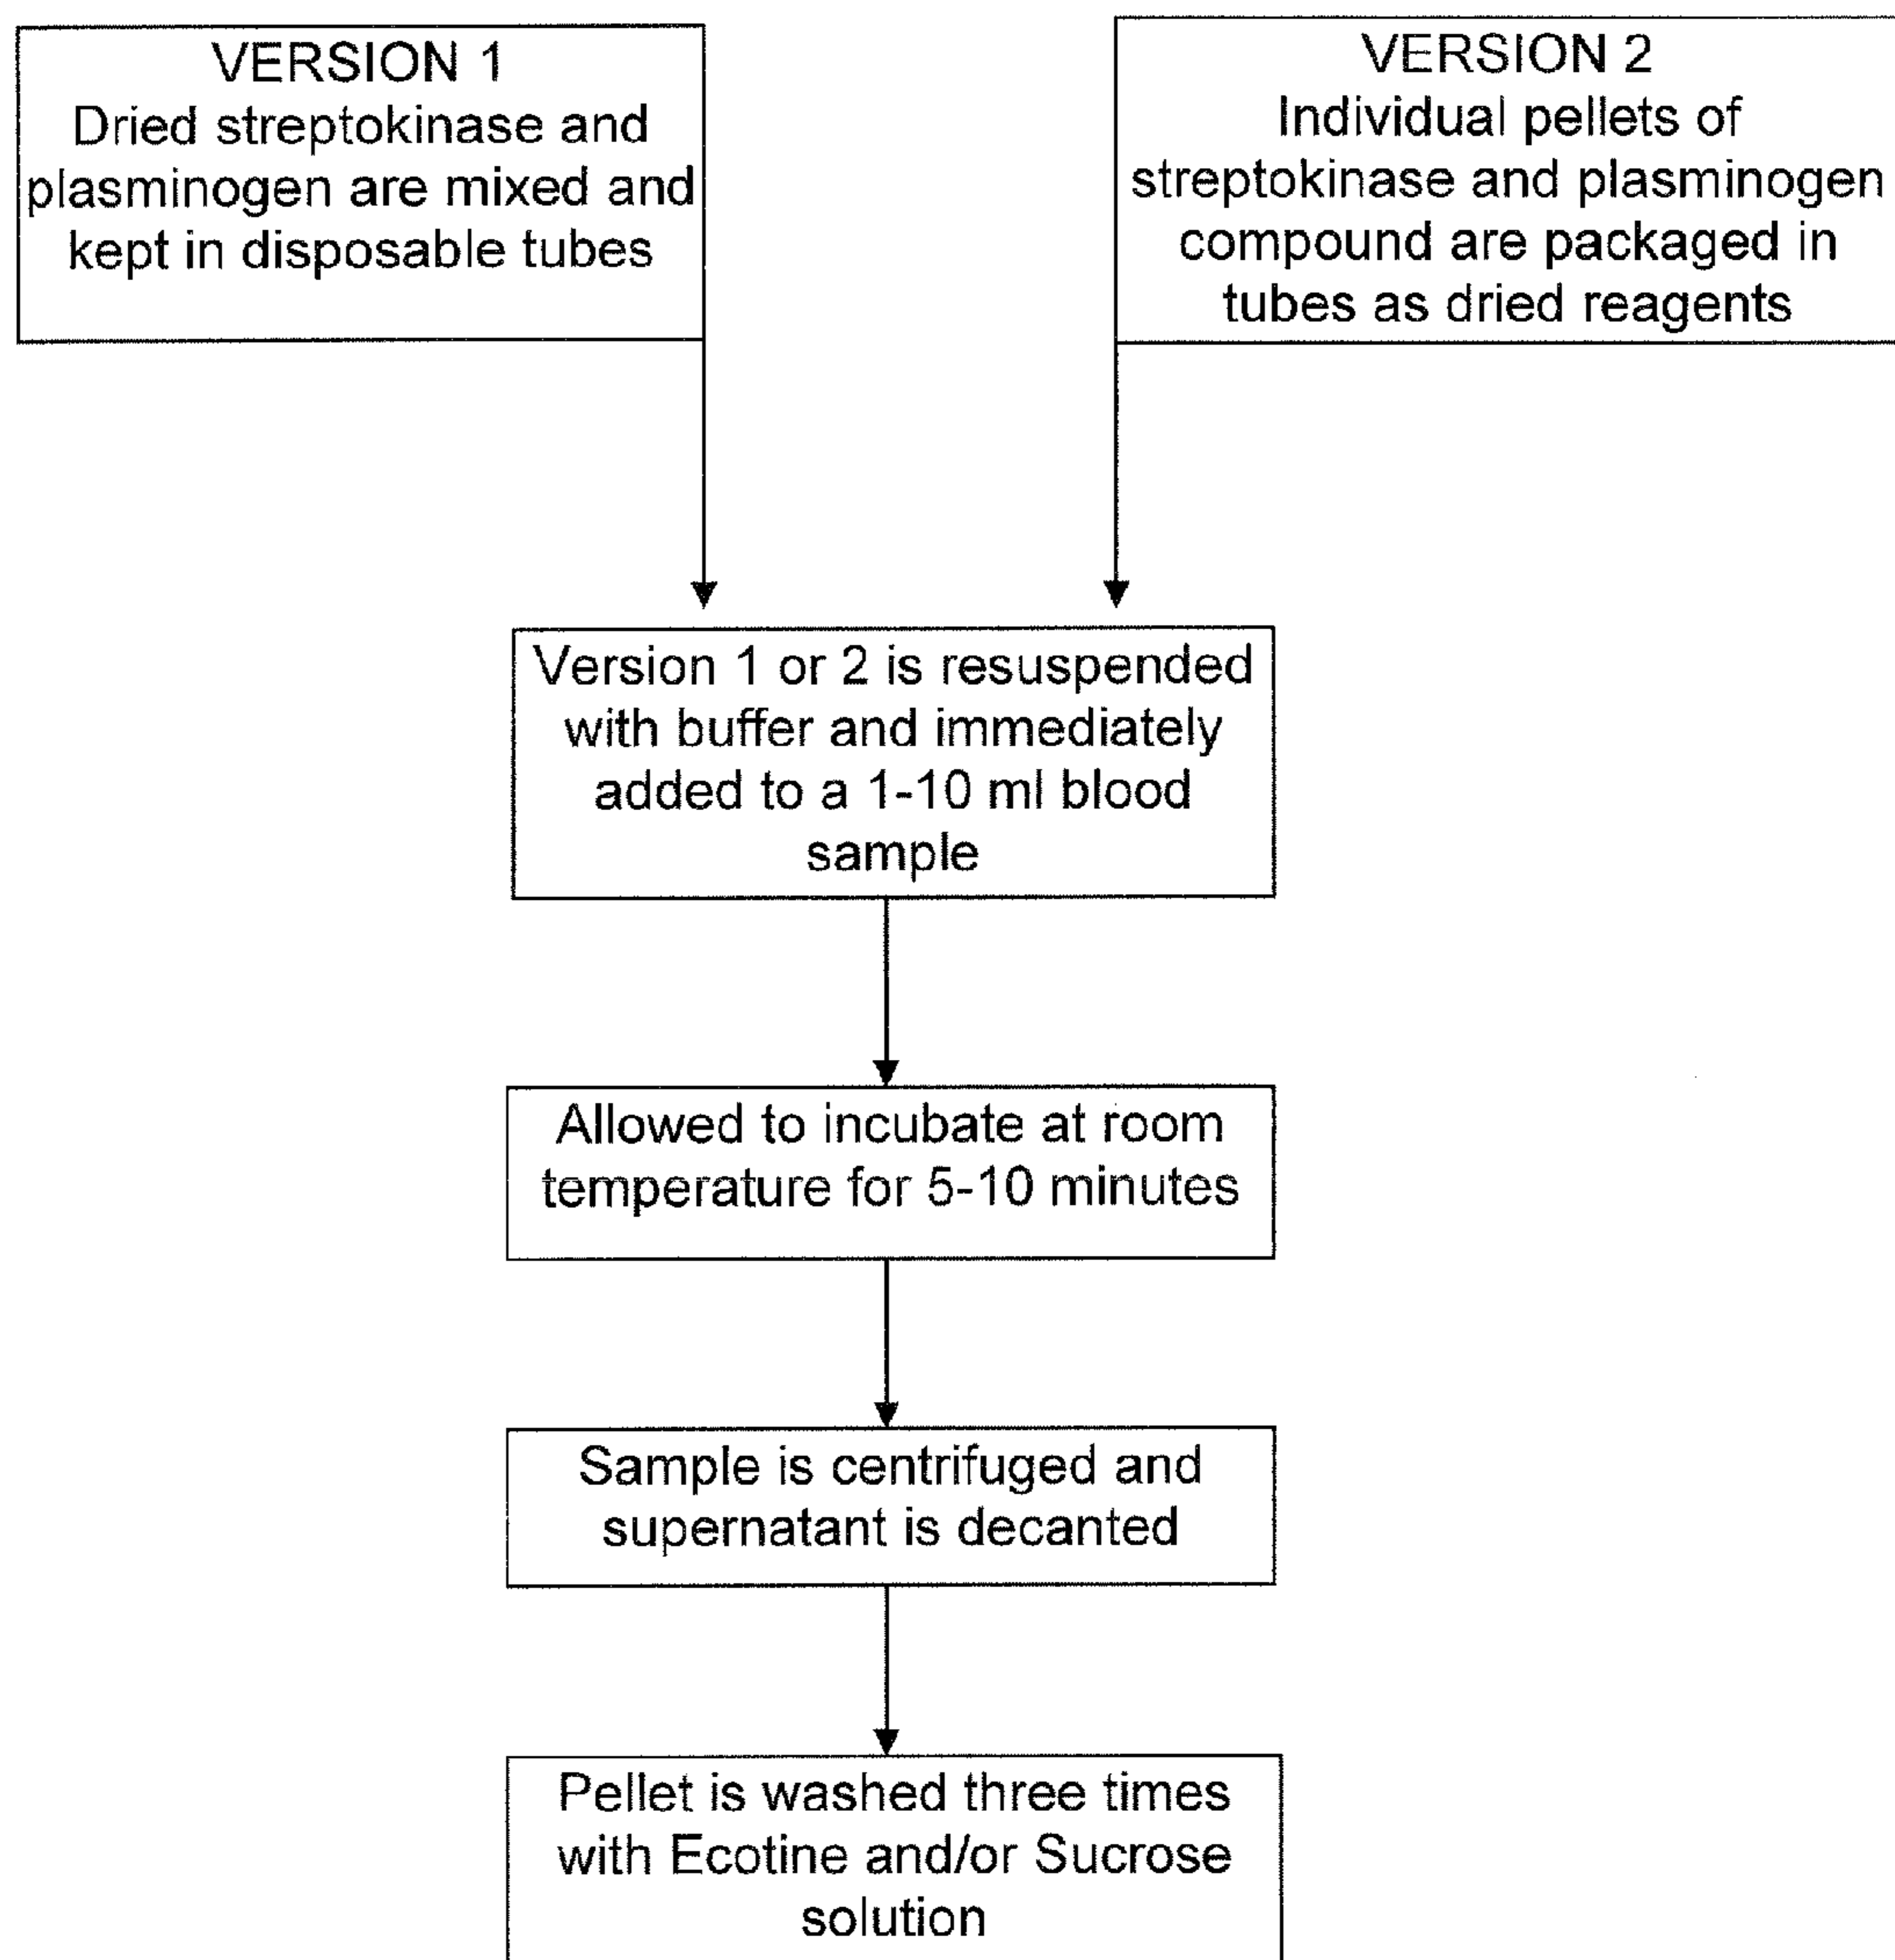 VERSION 1
Dried streptokinase and
plasminogen are mixed and
kept in disposable tubes
VERSION 2
Individual pellets of
streptokinase and plasminogen
compound are packaged in
tubes as dried reagents
Version 1 or 2 is resuspended
with buffer and immediately
added to a 1-10 ml blood
sample
Allowed to incubate at room
temperature for 5-10 minutes
Sample is centrifuged and
supernatant is decanted
Pellet is washed three times
with Ecotine and/or Sucrose
solution